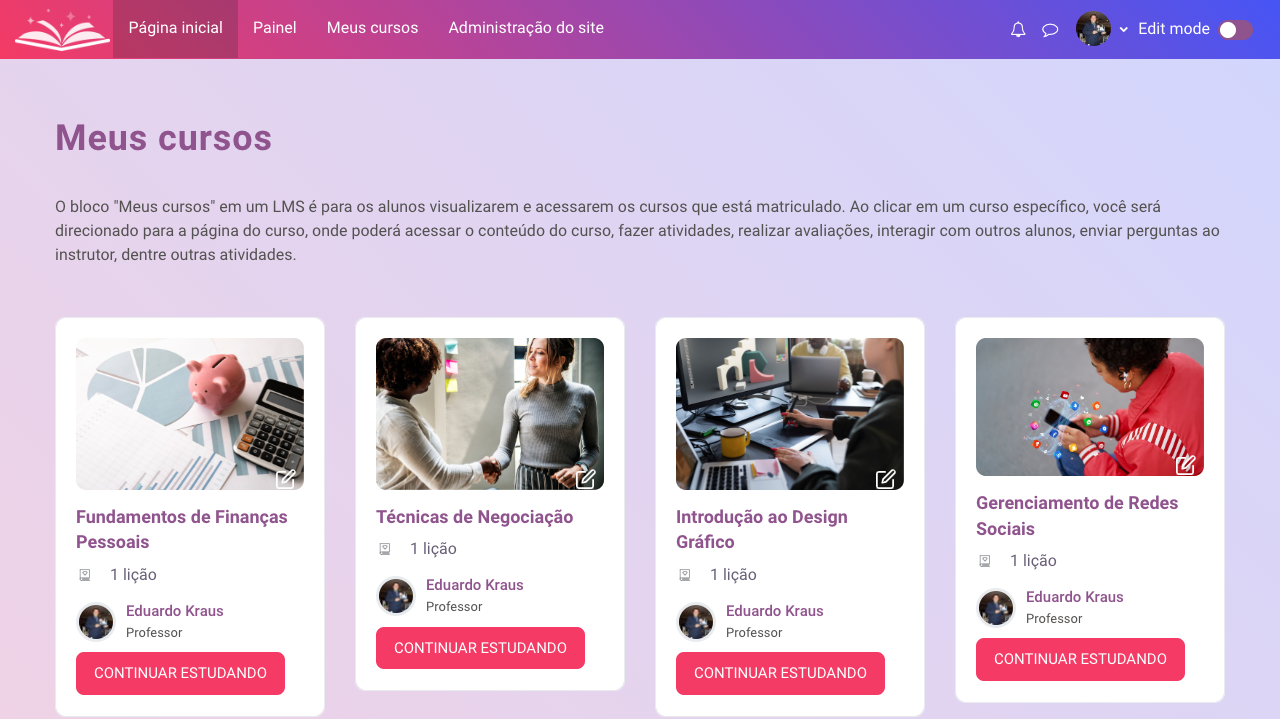 Página inicial
Painel
Meus cursos
Administração do site
Edit mode
Meus cursos
O bloco "Meus cursos" em um LMS é para os alunos visualizarem e acessarem os cursos que está matriculado. Ao clicar em um curso específico, você será
direcionado para a página do curso, onde poderá acessar o conteúdo do curso, fazer atividades, realizar avaliações, interagir com outros alunos, enviar perguntas ao
instrutor, dentre outras atividades.
Fundamentos de Finanças
Pessoais
1 lição
Eduardo Kraus
Professor
CONTINUAR ESTUDANDO
Técnicas de Negociação
1 lição
Eduardo Kraus
Professor
CONTINUAR ESTUDANDO
Introdução ao Design
Gráfico
1 lição
Eduardo Kraus
Professor
CONTINUAR ESTUDANDO
Gerenciamento de Redes
Sociais
1 lição
Eduardo Kraus
Professor
CONTINUAR ESTUDANDO